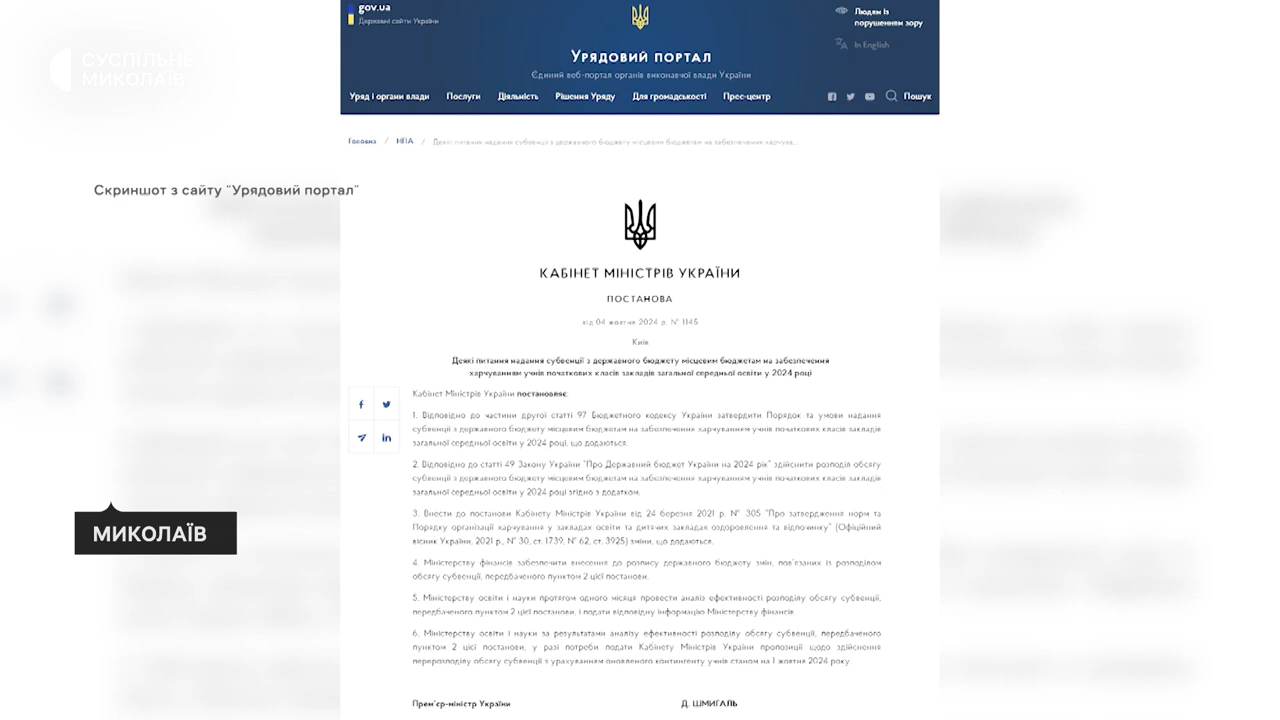 gov.ua
Державні сайти України
Людям із
порушенням зору
СУСПІЛЬНЕ
МИКОЛАЇВ
In English
УРЯДОВИЙ ПОРТАЛ
Єдиний веб-портал органів виконавчої влади України
Уряд і органи влади Послуги Діяльність Рішення Уряду Для громадськості Прес-центр Пошук
Головна / НПА / Деякі питання надання субвенції з державного бюджету місцевим бюджетам на забезпечення харчува...
Скриншот з сайту "Урядовий портал"
КАБІНЕТ МІНІСТРІВ УКРАЇНИ
ПОСТАНОВА
від 04 жовтня 2024 р. № 1145
Київ
Деякі питання надання субвенції з державного бюджету місцевим бюджетам на забезпечення
харчуванням учнів початкових класів закладів загальної середньої освіти у 2024 році
Кабінет Міністрів України постановляє:
1. Відповідно до частини другої статті 97 Бюджетного кодексу України затвердити Порядок та умови надання
субвенції з державного бюджету місцевим бюджетам на забезпечення харчуванням учнів початкових класів закладів
загальної середньої освіти у 2024 році, що додаються.
2. Відповідно до статті 49 Закону України "Про Державний бюджет України на 2024 рік" здійснити розподіл обсягу
субвенції з державного бюджету місцевим бюджетам на забезпечення харчуванням учнів початкових класів закладів
загальної середньої освіти у 2024 році згідно з додатком.
3. Внести до постанови Кабінету Міністрів України від 24 березня 2021 р. № 305 "Про затвердження норм та
Порядку організації харчування у закладах освіти та дитячих закладах оздоровлення та відпочинку" (Офіційний
вісник України, 2021 р., № 30, ст. 1739, № 62, ст. 3925) зміни, що додаються.
4. Міністерству фінансів забезпечити внесення до розпису державного бюджету змін, пов'язаних із розподілом
обсягу субвенції, передбаченого пунктом 2 цієї постанови.
5. Міністерству освіти і науки протягом одного місяця провести аналіз ефективності розподілу обсягу субвенції,
передбаченого пунктом 2 цієї постанови, і подати відповідну інформацію Міністерству фінансів.
6. Міністерству освіти і науки за результатами аналізу ефективності розподілу обсягу субвенції, передбаченого
пунктом 2 цієї постанови, у разі потреби подати Кабінету Міністрів України пропозиції щодо здійснення
перерозподілу обсягу субвенції з урахуванням оновленого контингенту учнів станом на 1 жовтня 2024 року.
МИКОЛАЇВ
Прем'єр-міністр України Д. ШМИГАЛЬ